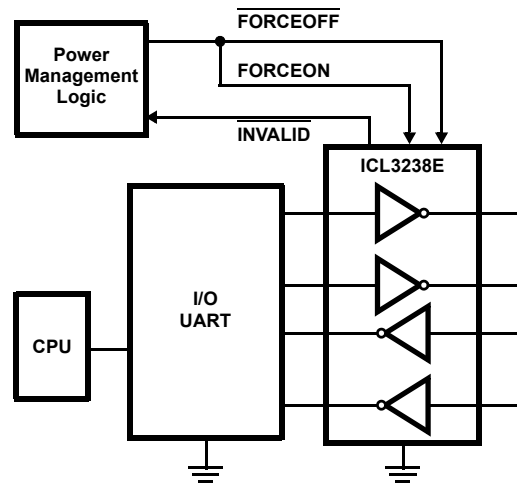 FORCEOFF
Power
Management
Logic
FORCEON
INVALID
ICL3238E
I/O
UART
CPU